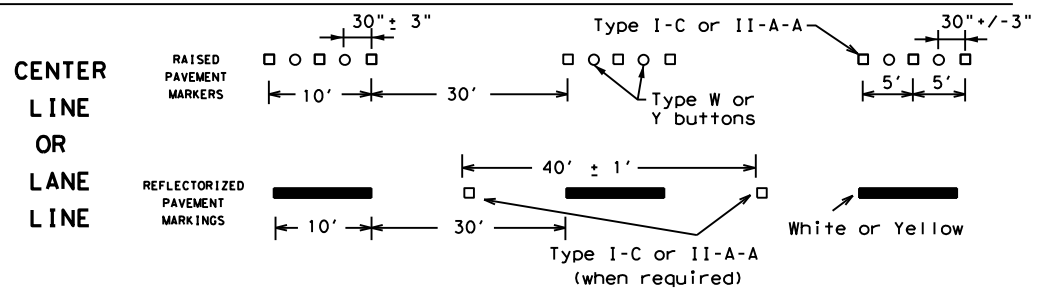 CENTER
LINE
OR
LANE
LINE
RAISED
PAVEMENT
MARKERS
30"± 3"
10'
30'
Type I-C or II-A-A
Type W or
Y buttons
30"+/-3"
5'
5'
REFLECTORIZED
PAVEMENT
MARKINGS
40' ± 1'
10'
30'
Type I-C or II-A-A
(when required)
White or Yellow